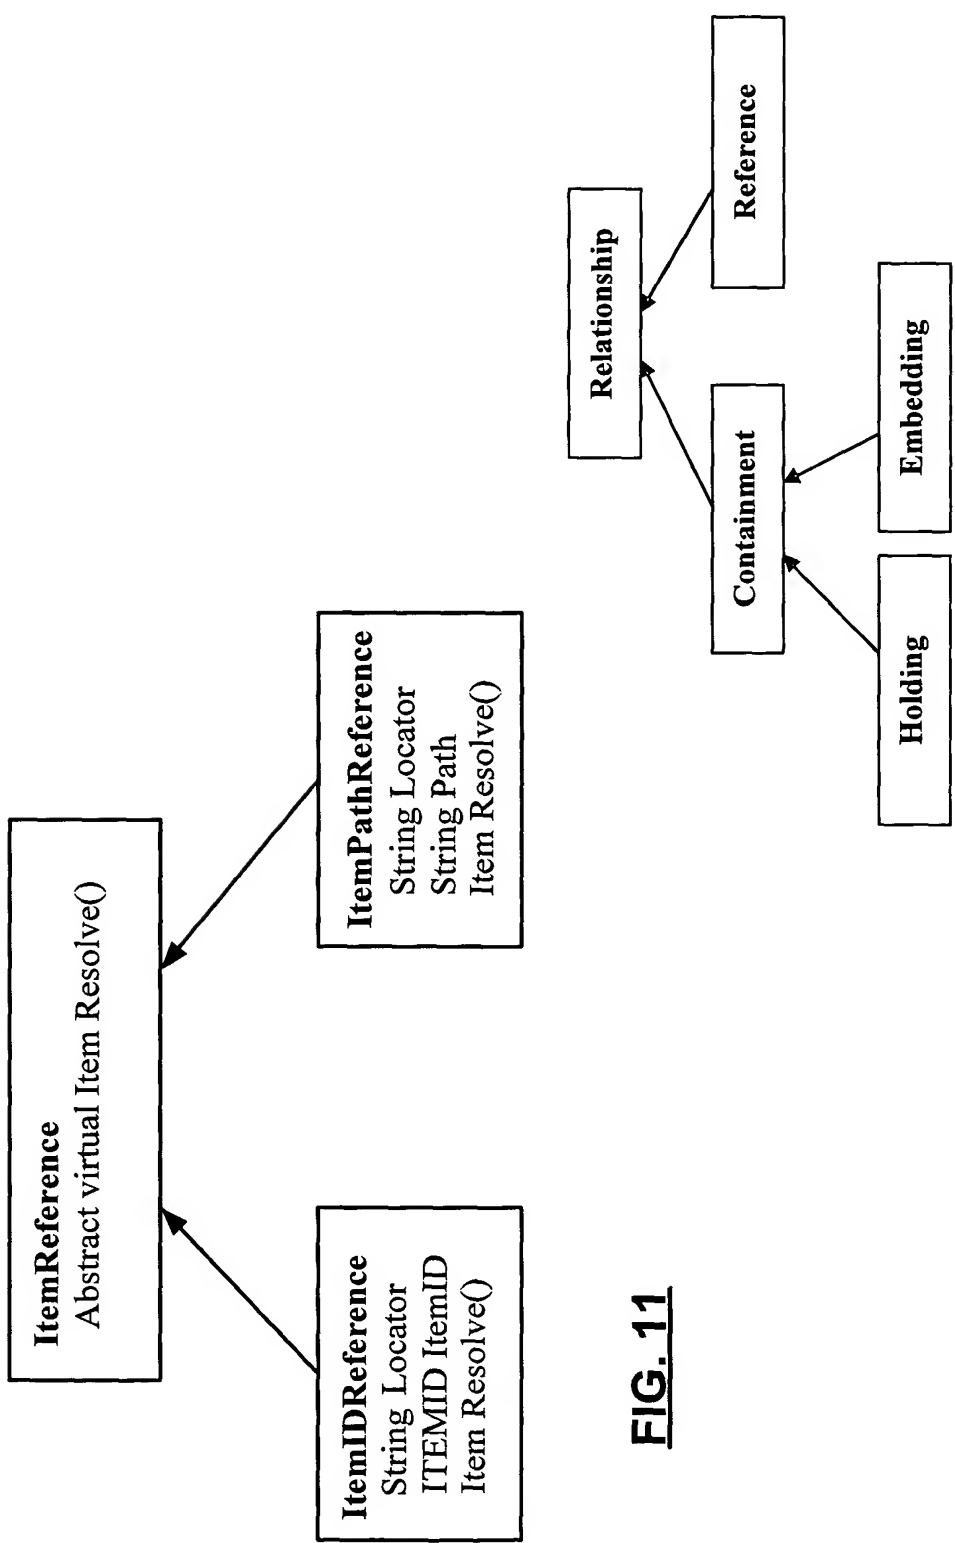 ItemReference
Abstract virtual Item Resolve()
ItemIDReference
String Locator
ITEMID ItemID
Item Resolve()
ItemPathReference
String Locator
String Path
Item Resolve()
Relationship
Containment
Reference
Holding
Embedding
FIG. 11